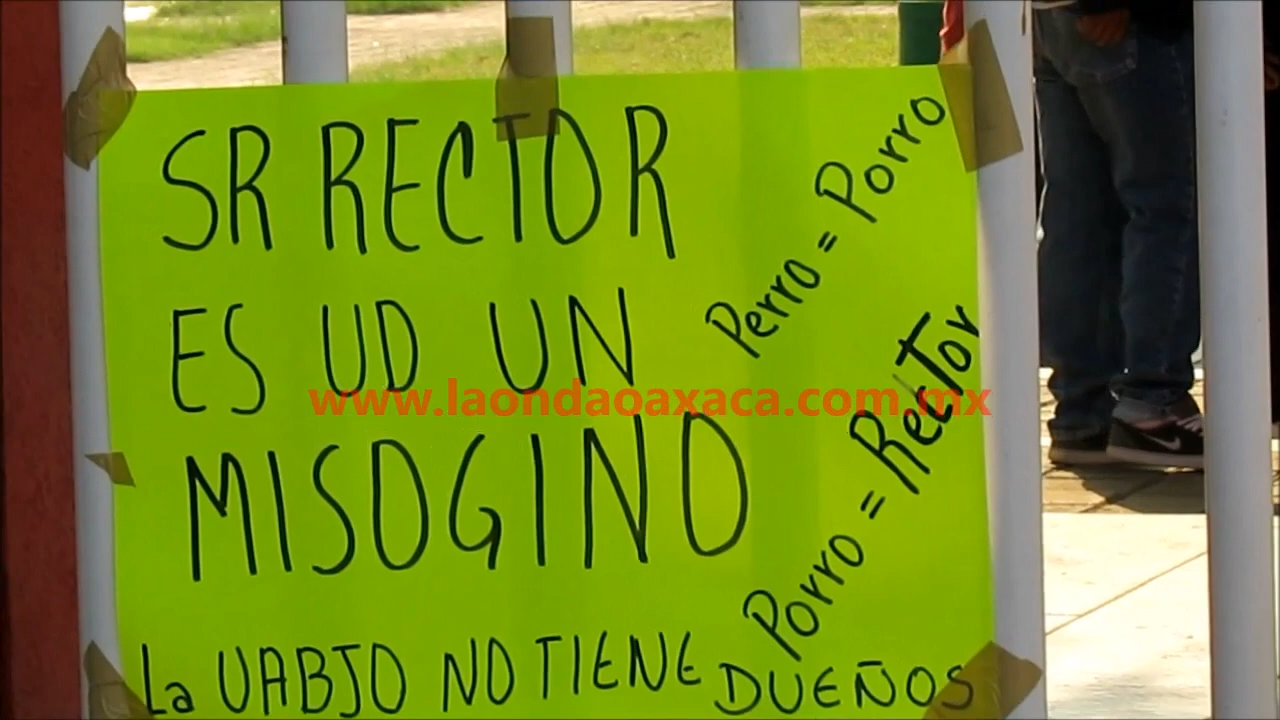 SR RECTOR
ES UD UN
MISOGINO
Perro = Porro
Porro = Rector
La UABJO NO TIENE DUEÑOS
www.laondaoaxaca.com.mx